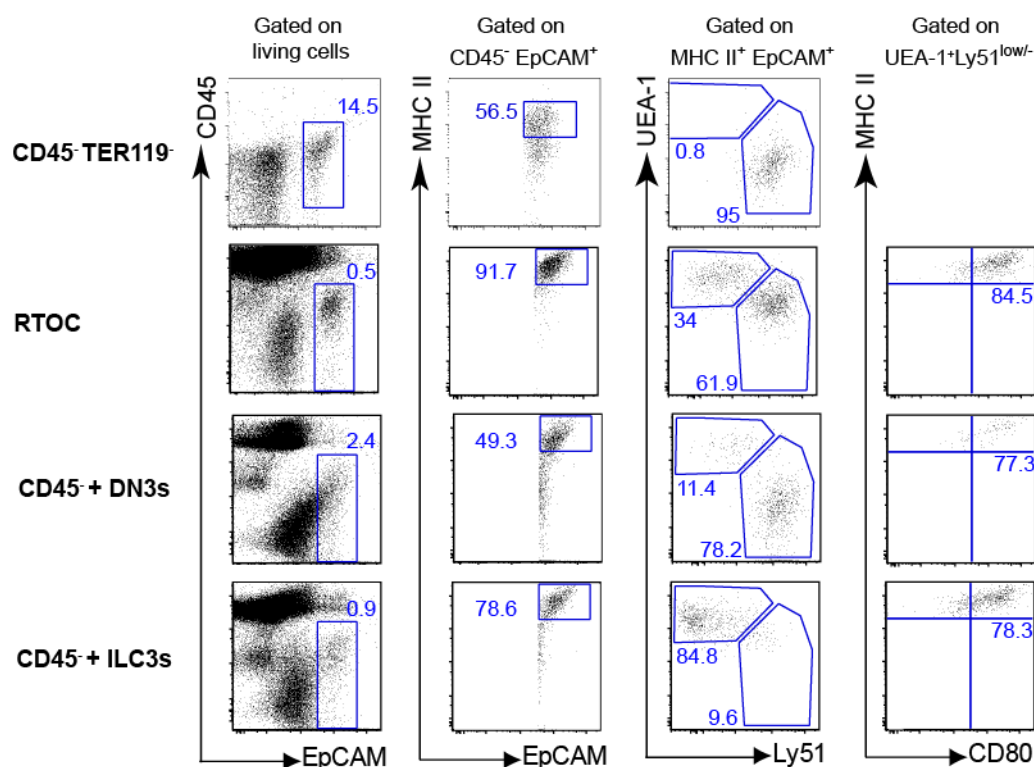 Gated on
living cells
Gated on
CD45⁻ EpCAM⁺
Gated on
MHC II⁺ EpCAM⁺
Gated on
UEA-1⁺Ly51ˡᵒʷ/⁻
CD45
MHC II
UEA-1
MHC II
CD45⁻ TER119⁻
14.5
56.5
0.8
95
RTOC
0.5
91.7
34
61.9
84.5
CD45⁻ + DN3s
2.4
49.3
11.4
78.2
77.3
CD45⁻ + ILC3s
0.9
78.6
84.8
9.6
78.3
EpCAM
EpCAM
Ly51
CD80